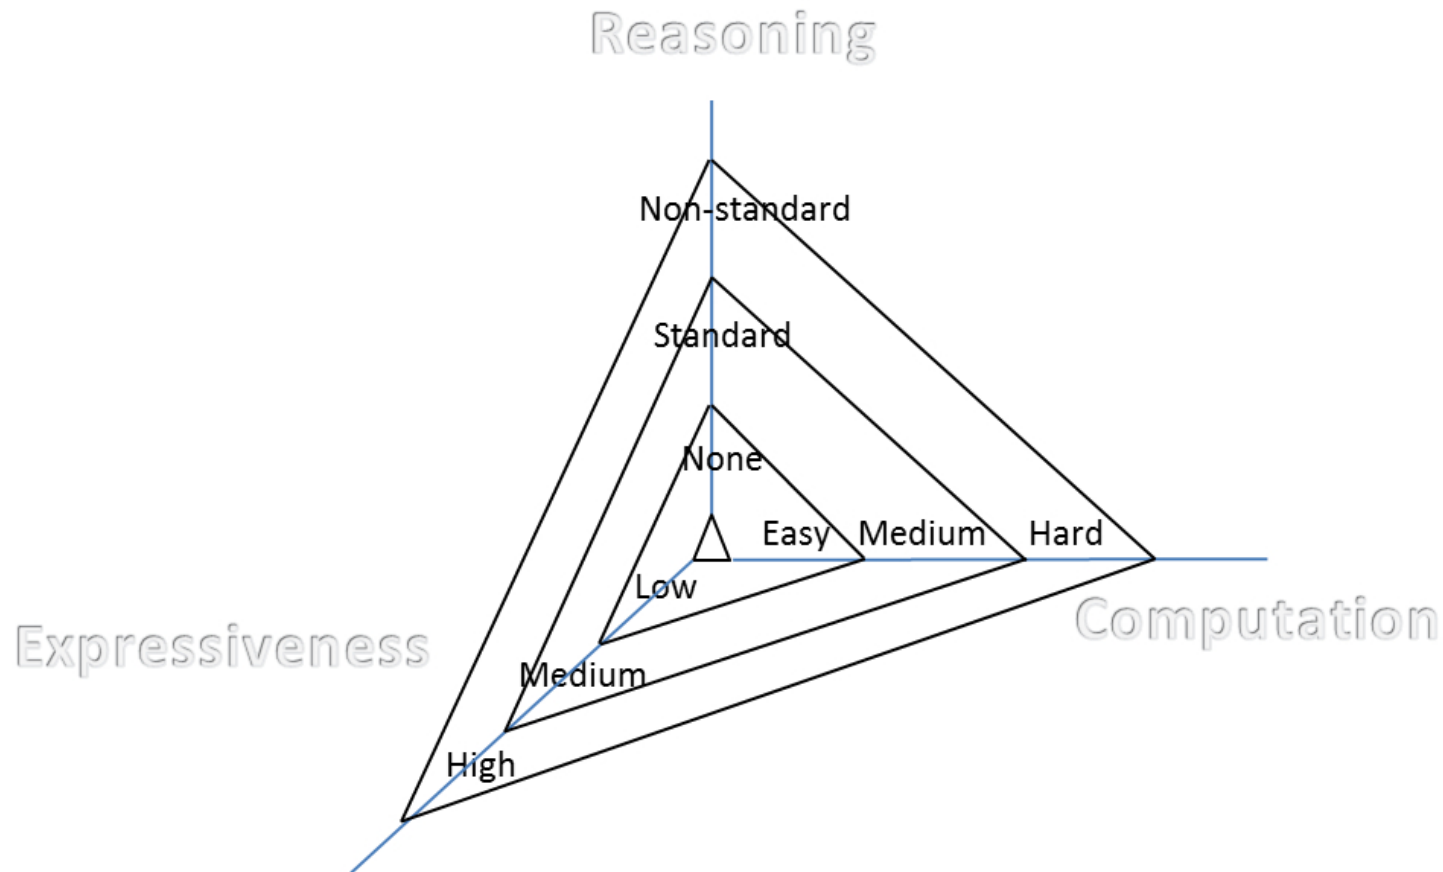 Reasoning
Non-standard
Standard
None
Easy Medium Hard
Low
Computation
Expressiveness
Medium
High